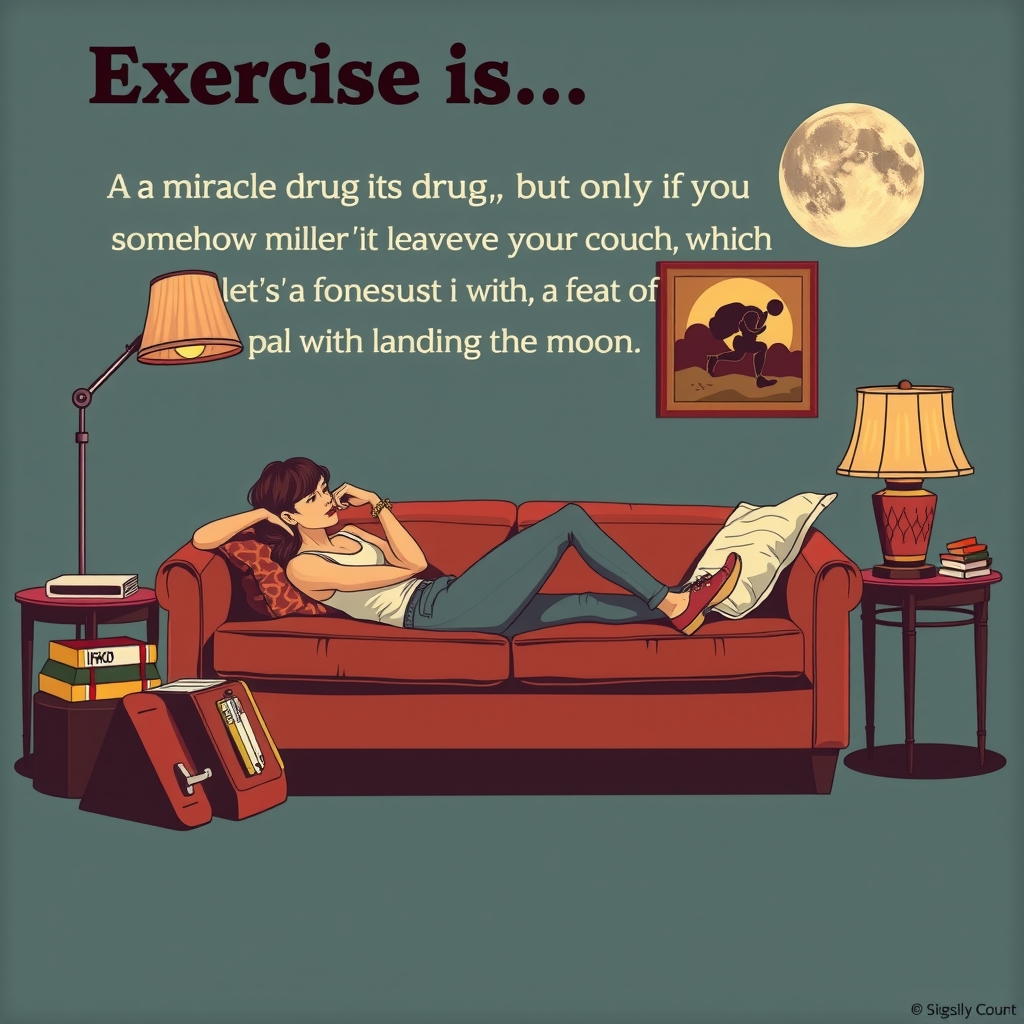 Exercise is...
A a miracle drug its drug,, but only if you
somehow miller'it leaveve your couch, which
let's'a fonesust i with, a feat of
pal with landing the moon.
© Sigsily Count